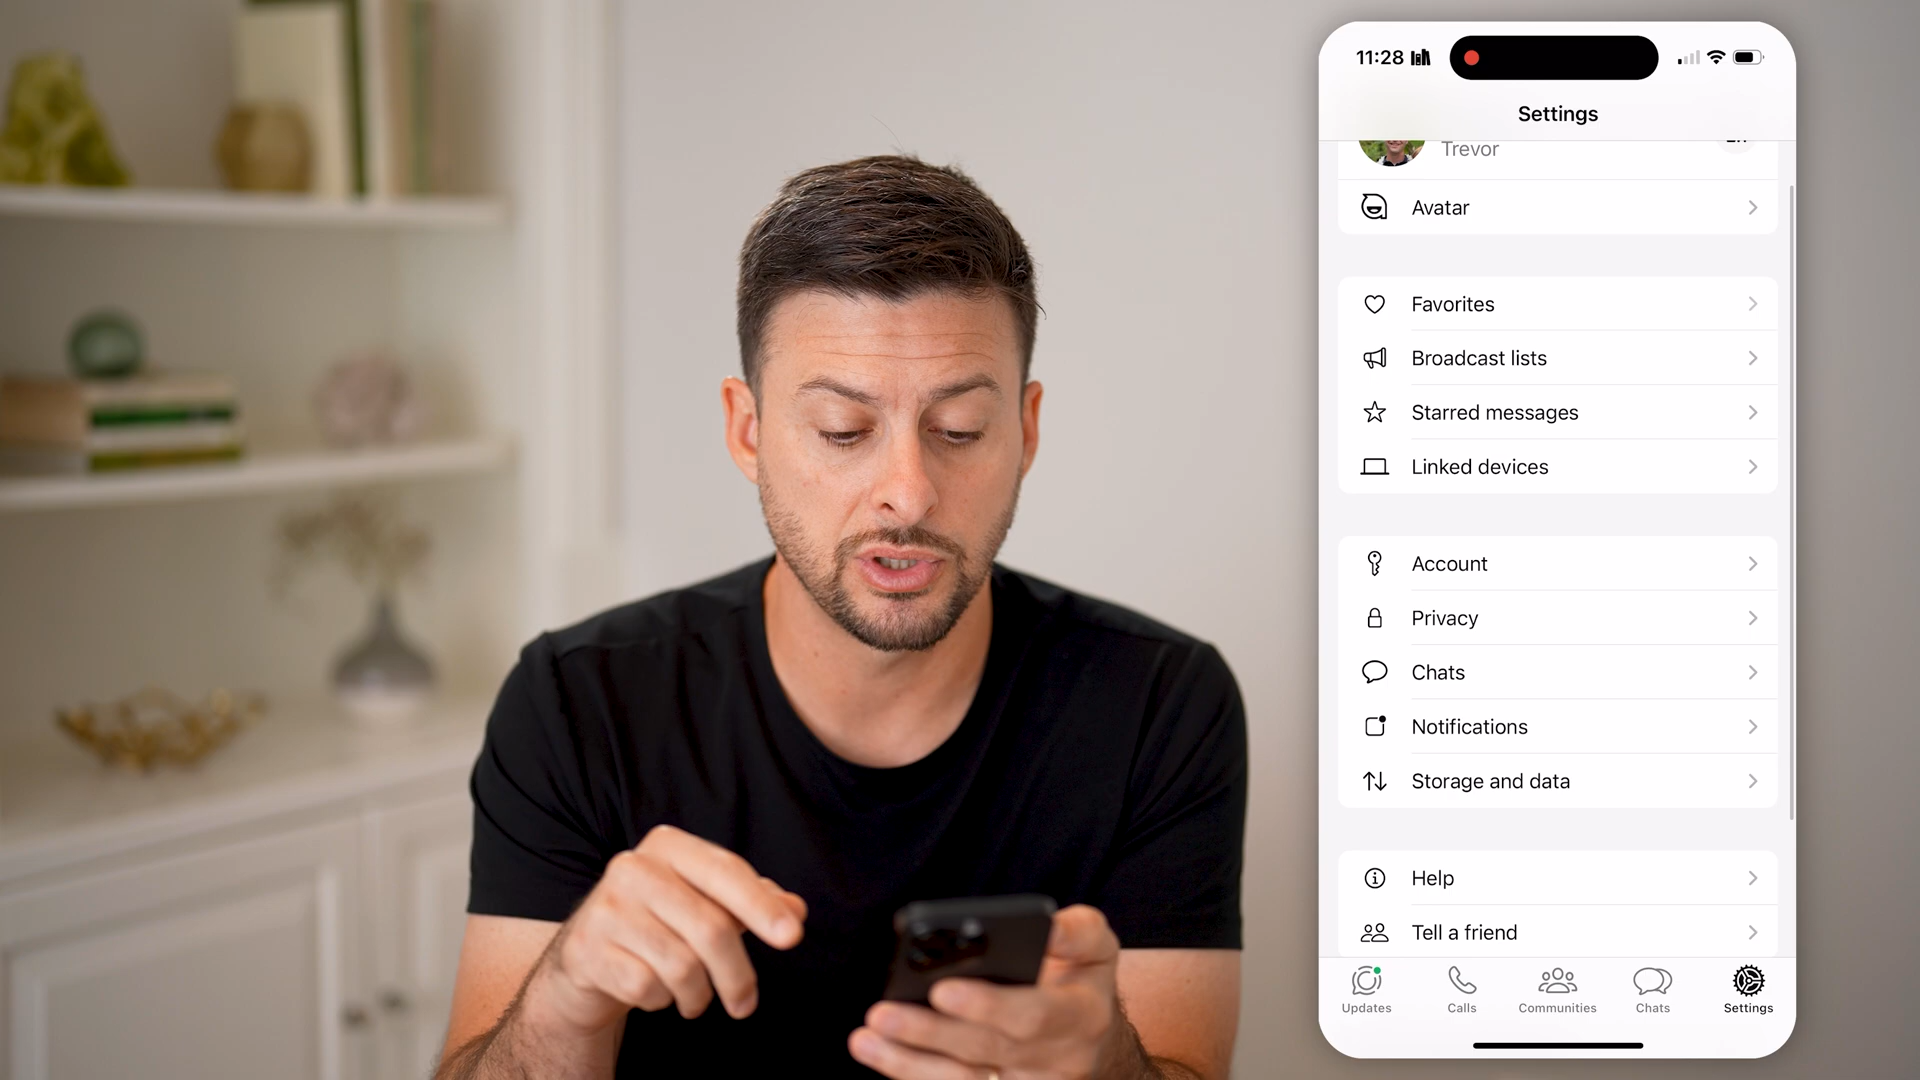 11:28
Settings
Trevor
Avatar
Favorites
Broadcast lists
Starred messages
Linked devices
Account
Privacy
Chats
Notifications
Storage and data
Help
Tell a friend
Updates
Calls
Communities
Chats
Settings